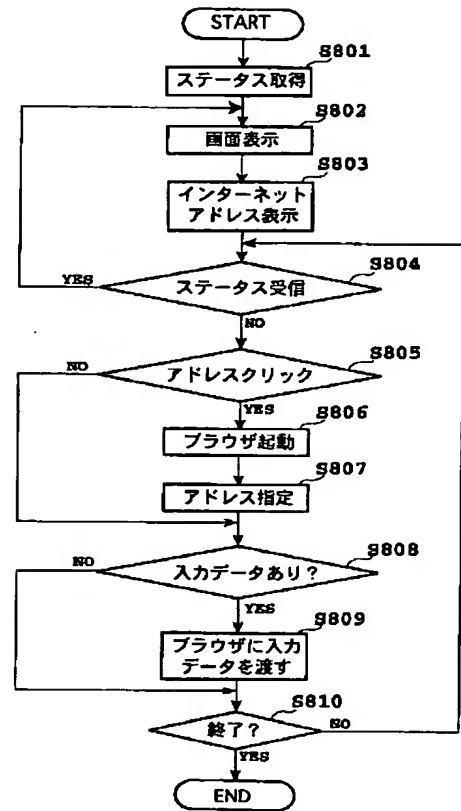 START
S801
ステータス取得
S802
画面表示
S803
インターネット
アドレス表示
S804
ステータス受信
YES
NO
S805
アドレスクリック
NO
YES
S806
ブラウザ起動
S807
アドレス指定
S808
入力データあり？
NO
YES
S809
ブラウザに入力
データを渡す
S810
終了？
NO
YES
END